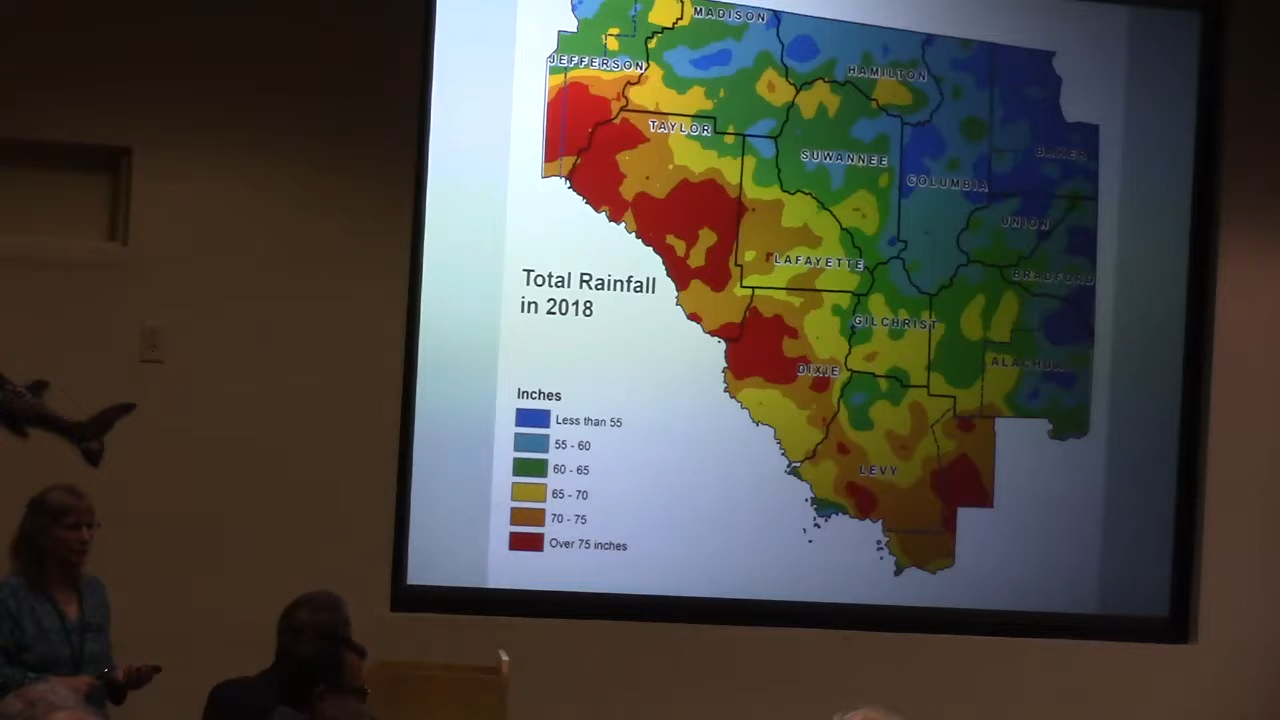 MADISON
JEFFERSON
HAMILTON
TAYLOR
SUWANNEE
BAKER
COLUMBIA
UNION
LAFAYETTE
BRADFORD
GILCHRIST
ALACHUA
DIXIE
LEVY
Total Rainfall
in 2018
Inches
Less than 55
55 - 60
60 - 65
65 - 70
70 - 75
Over 75 inches